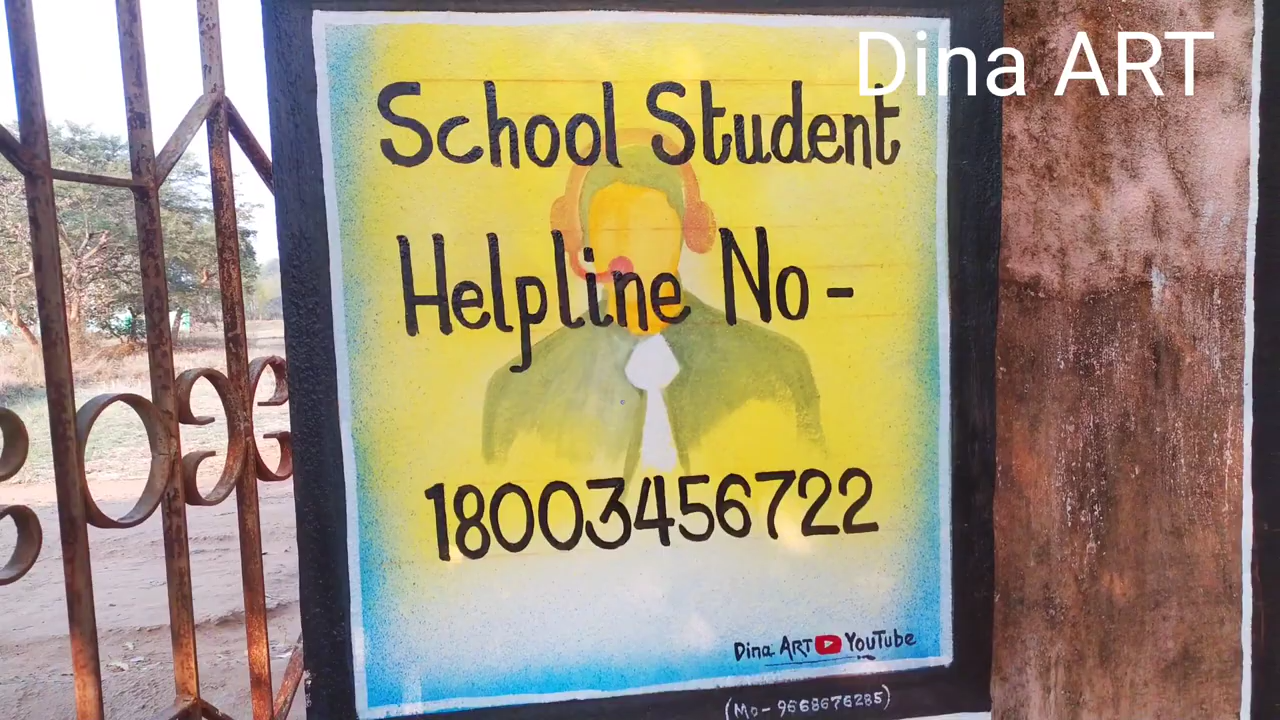 Dina ART
School Student
Helpline No-
18003456722
Dina ART YouTube
(Mo- 9668676285)